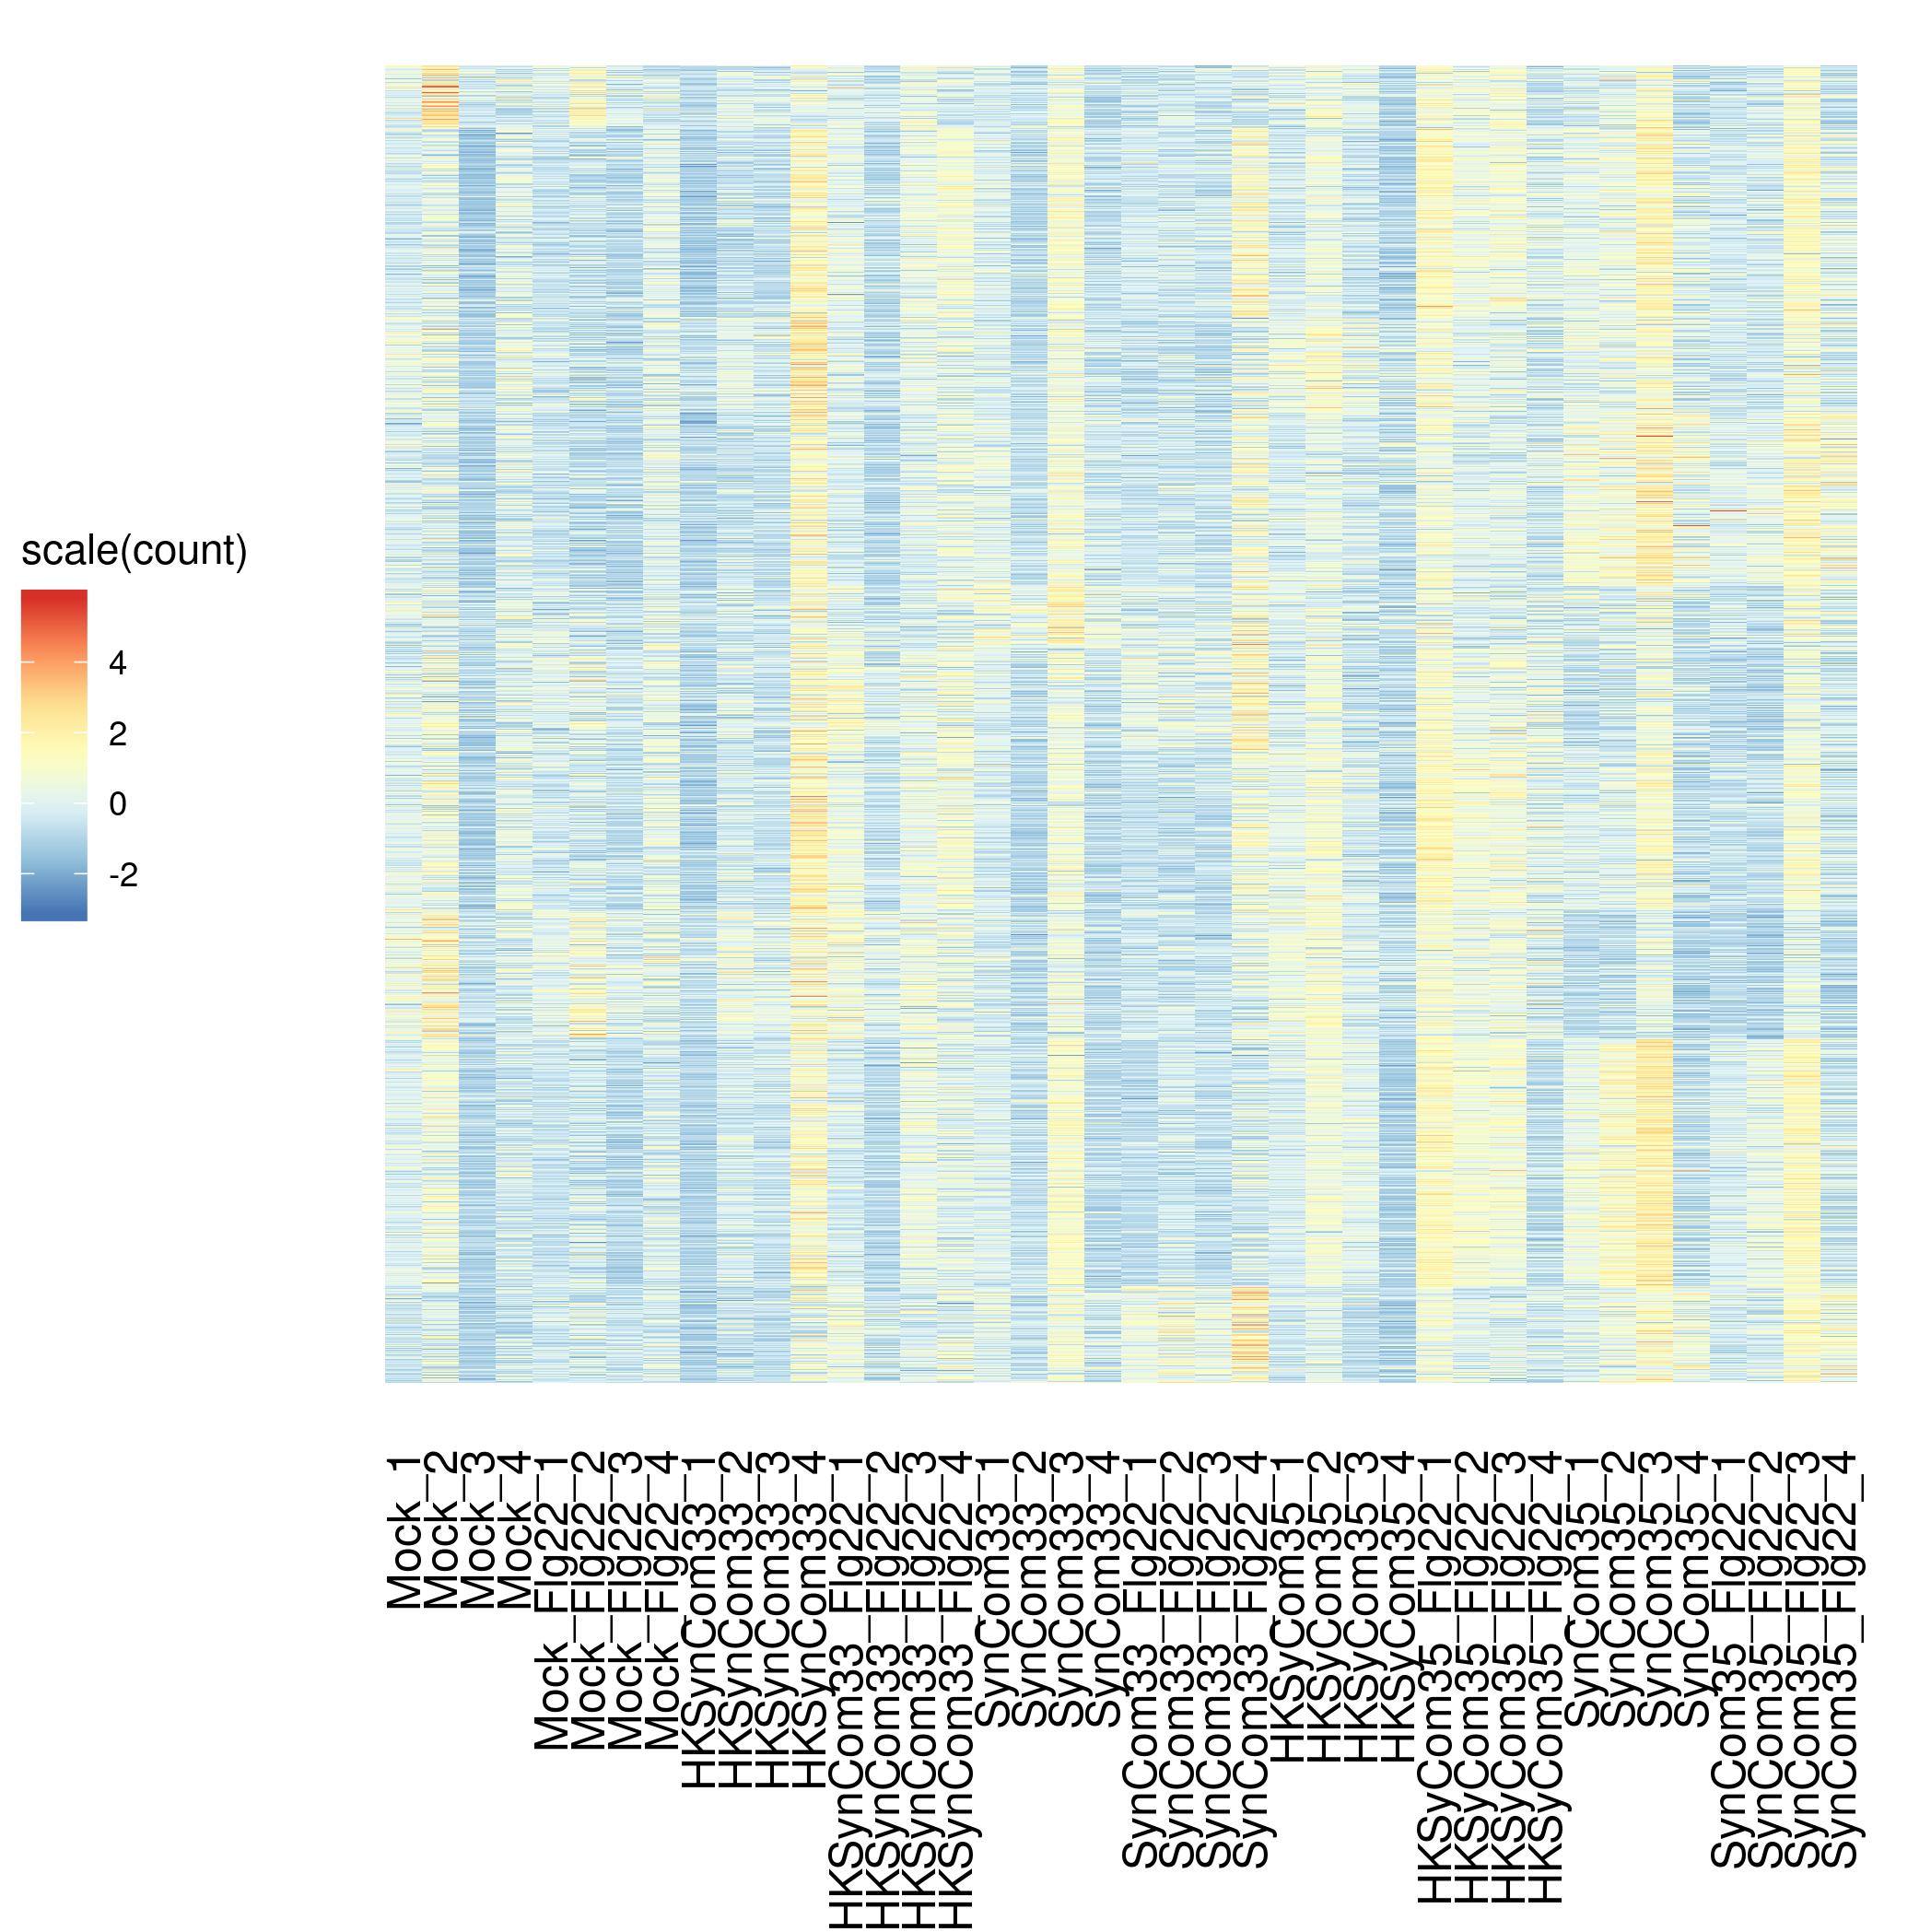 scale(count)
4
2
0
-2
Mock_1
Mock_2
Mock_3
Mock_4
Mock_Flg22_1
Mock_Flg22_2
Mock_Flg22_3
Mock_Flg22_4
HKSynCom33_1
HKSynCom33_2
HKSynCom33_3
HKSynCom33_4
HKSynCom33_Flg22_1
HKSynCom33_Flg22_2
HKSynCom33_Flg22_3
HKSynCom33_Flg22_4
SynCom33_1
SynCom33_2
SynCom33_3
SynCom33_4
SynCom33_Flg22_1
SynCom33_Flg22_2
SynCom33_Flg22_3
SynCom33_Flg22_4
HKSyCom35_1
HKSyCom35_2
HKSyCom35_3
HKSyCom35_4
HKSyCom35_Flg22_1
HKSyCom35_Flg22_2
HKSyCom35_Flg22_3
HKSyCom35_Flg22_4
SynCom35_1
SynCom35_2
SynCom35_3
SynCom35_4
SynCom35_Flg22_1
SynCom35_Flg22_2
SynCom35_Flg22_3
SynCom35_Flg22_4